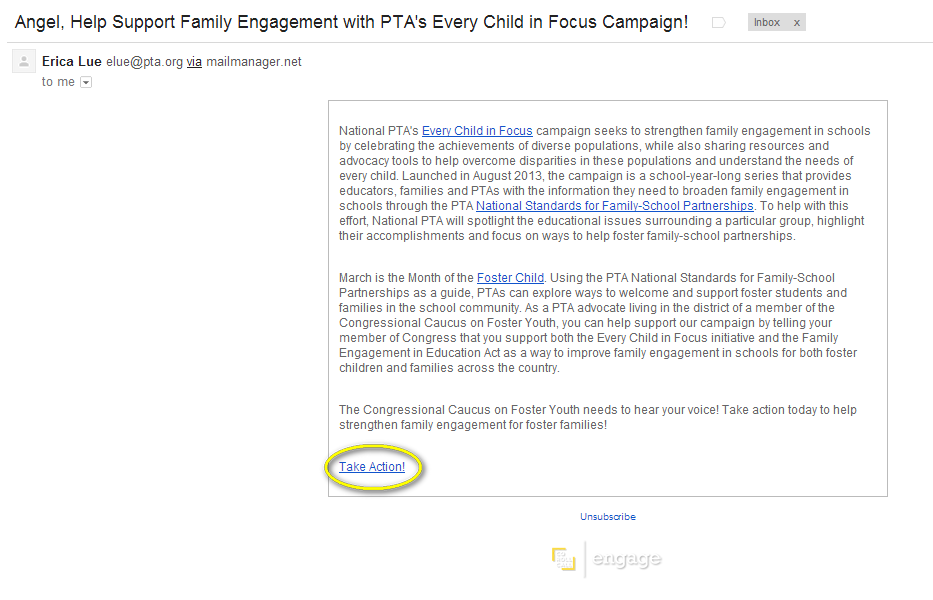 Angel, Help Support Family Engagement with PTA's Every Child in Focus Campaign!
Inbox x
Erica Lue elue@pta.org via mailmanager.net
to me
National PTA's Every Child in Focus campaign seeks to strengthen family engagement in schools
by celebrating the achievements of diverse populations, while also sharing resources and
advocacy tools to help overcome disparities in these populations and understand the needs of
every child. Launched in August 2013, the campaign is a school-year-long series that provides
educators, families and PTAs with the information they need to broaden family engagement in
schools through the PTA National Standards for Family-School Partnerships. To help with this
effort, National PTA will spotlight the educational issues surrounding a particular group, highlight
their accomplishments and focus on ways to help foster family-school partnerships.
March is the Month of the Foster Child. Using the PTA National Standards for Family-School
Partnerships as a guide, PTAs can explore ways to welcome and support foster students and
families in the school community. As a PTA advocate living in the district of a member of the
Congressional Caucus on Foster Youth, you can help support our campaign by telling your
member of Congress that you support both the Every Child in Focus initiative and the Family
Engagement in Education Act as a way to improve family engagement in schools for both foster
children and families across the country.
The Congressional Caucus on Foster Youth needs to hear your voice! Take action today to help
strengthen family engagement for foster families!
Take Action!
Unsubscribe
engage